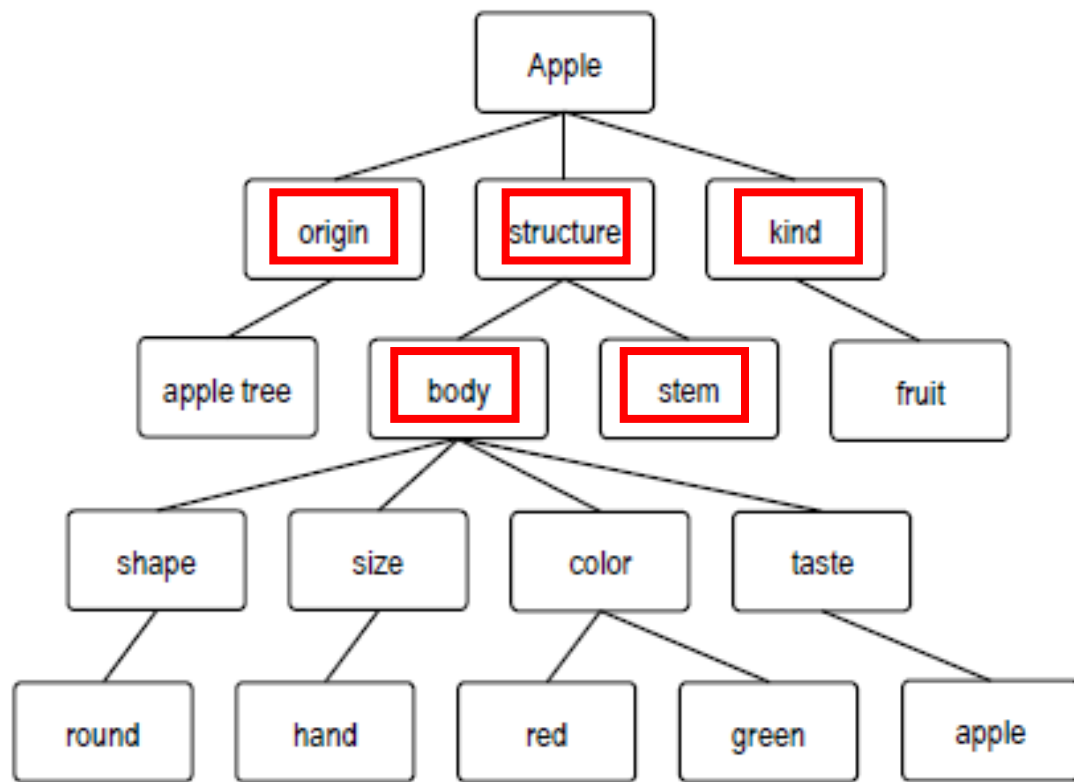 Apple
origin
structure
kind
apple tree
body
stem
fruit
shape
size
color
taste
round
hand
red
green
apple